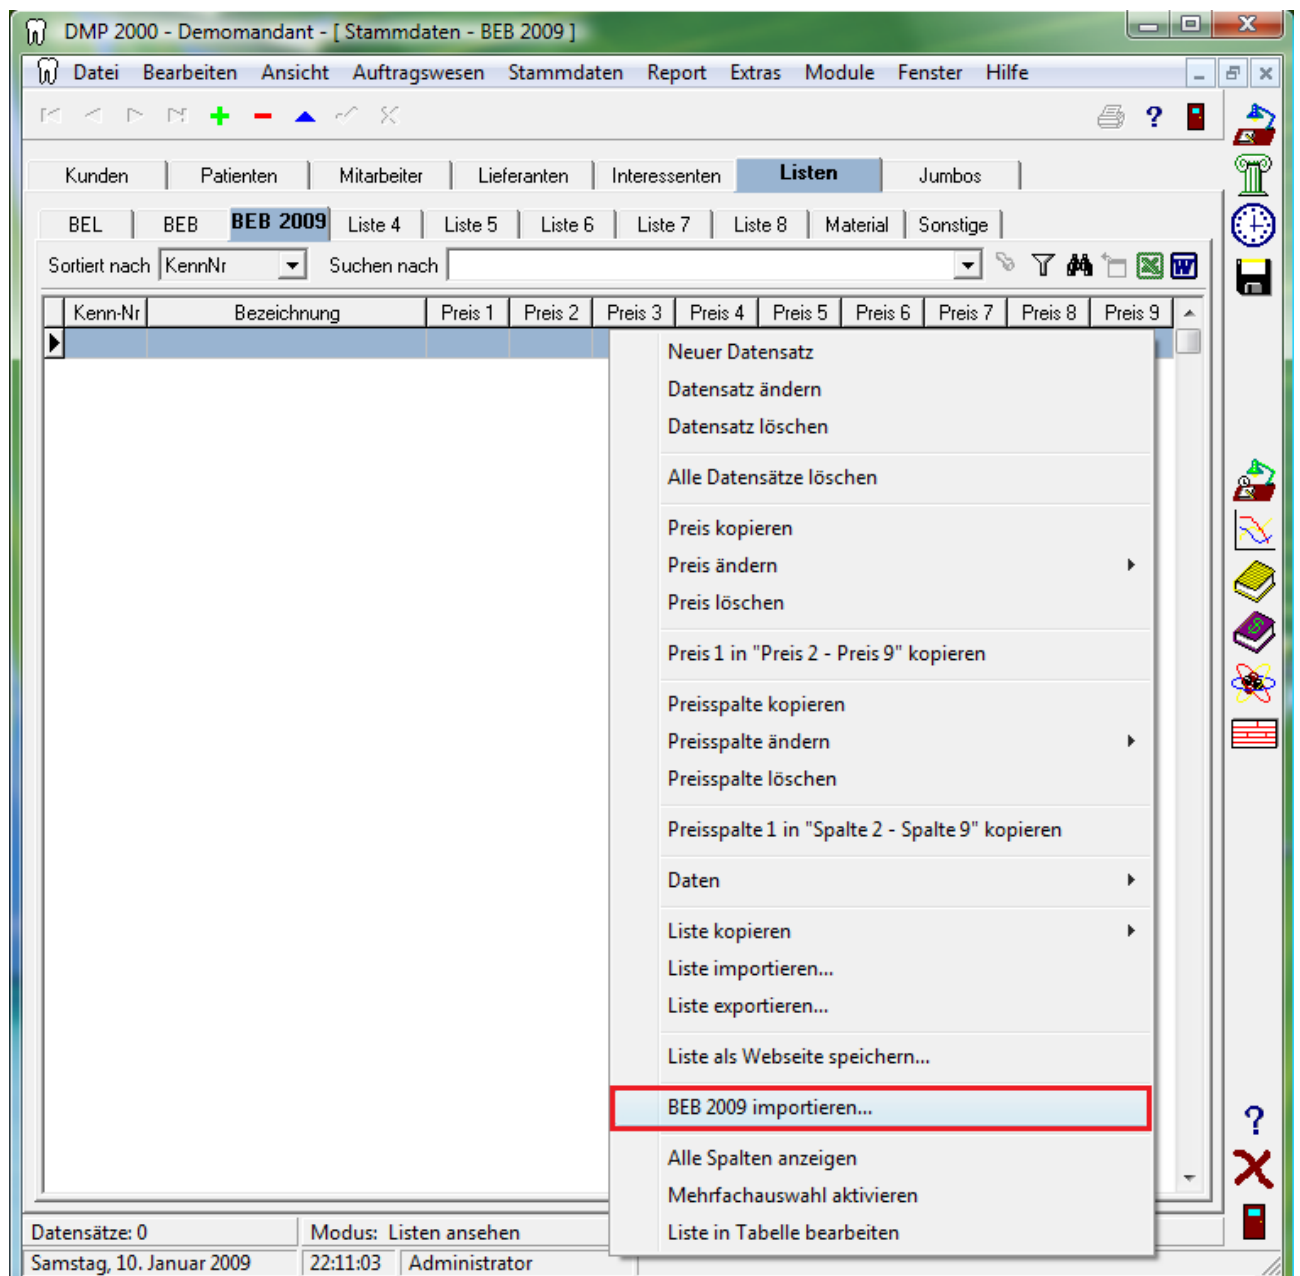 DMP 2000 - Demomandant - [ Stammdaten - BEB 2009 ]
Datei Bearbeiten Ansicht Auftragswesen Stammdaten Report Extras Module Fenster Hilfe
Kunden Patienten Mitarbeiter Lieferanten Interessenten Listen Jumbos
BEL BEB BEB 2009 Liste 4 Liste 5 Liste 6 Liste 7 Liste 8 Material Sonstige
Sortiert nach KennNr Suchen nach
Kenn-Nr Bezeichnung Preis 1 Preis 2 Preis 3 Preis 4 Preis 5 Preis 6 Preis 7 Preis 8 Preis 9
Neuer Datensatz
Datensatz ändern
Datensatz löschen
Alle Datensätze löschen
Preis kopieren
Preis ändern
Preis löschen
Preis 1 in "Preis 2 - Preis 9" kopieren
Preisspalte kopieren
Preisspalte ändern
Preisspalte löschen
Preisspalte 1 in "Spalte 2 - Spalte 9" kopieren
Daten
Liste kopieren
Liste importieren...
Liste exportieren...
Liste als Webseite speichern...
BEB 2009 importieren...
Alle Spalten anzeigen
Mehrfachauswahl aktivieren
Liste in Tabelle bearbeiten
Datensätze: 0 Modus: Listen ansehen
Samstag, 10. Januar 2009 22:11:03 Administrator